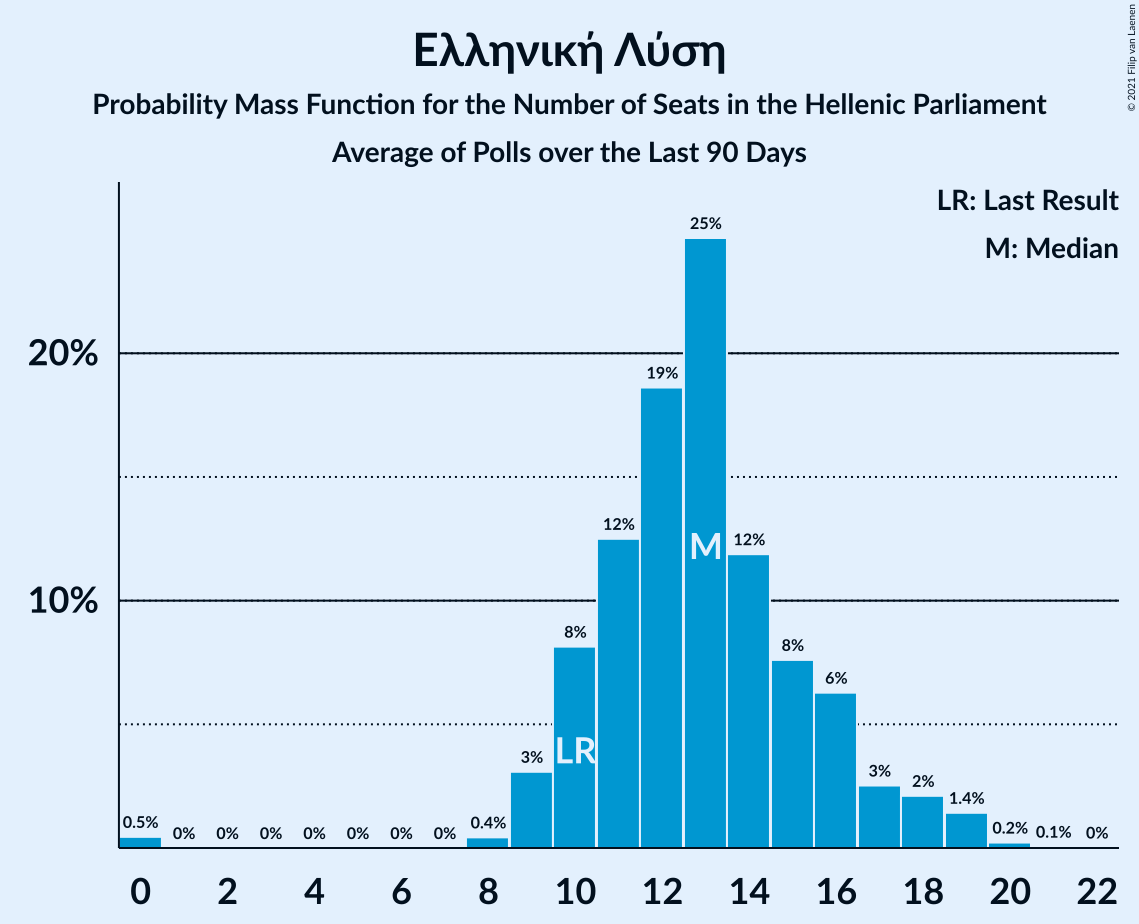 © 2021 Filip van Laenen
Ελληνική Λύση
Probability Mass Function for the Number of Seats in the Hellenic Parliament
Average of Polls over the Last 90 Days
LR: Last Result
M: Median
25%
20%
19%
12%
M
12%
10%
8%
8%
6%
LR
3%
3%
2%
1.4%
0.5%
0%
0%
0%
0%
0%
0%
0%
0.4%
0.2%
0.1%
0%
0 2 4 6 8 10 12 14 16 18 20 22